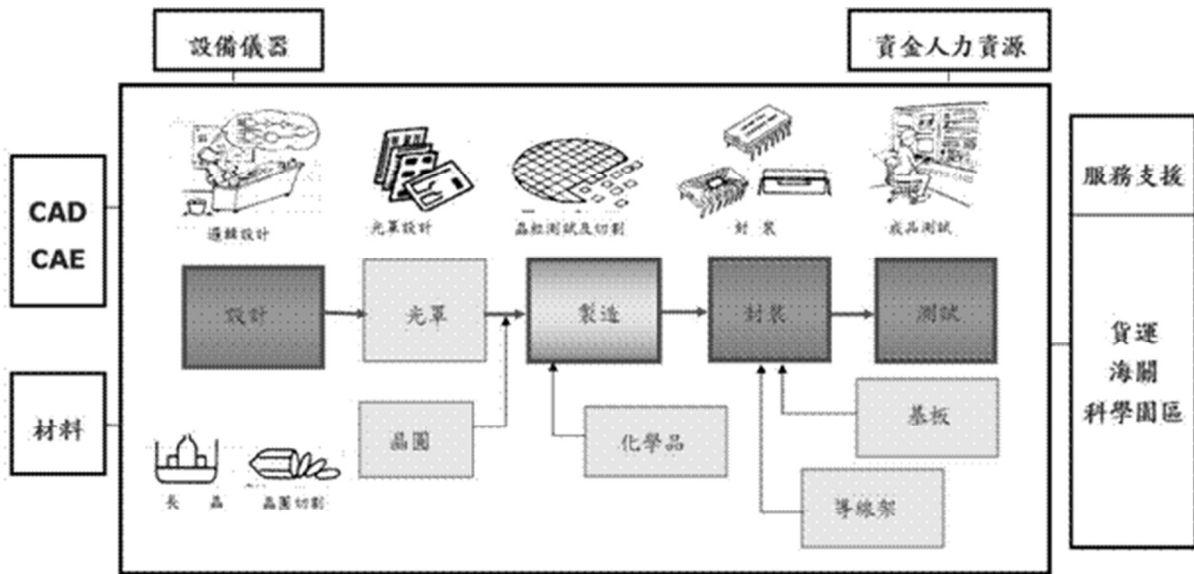 設備儀器
資金人力資源
CAD
CAE
材料
服務支援
貨運
海關
科學園區
邏輯設計
光罩設計
晶粒測試及切割
封裝
成品測試
設計
光罩
製造
封裝
測試
晶圓
化學品
基板
導線架
長晶
晶圓切割